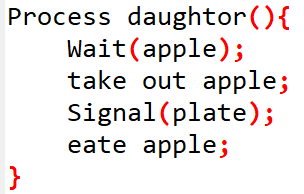 Process daughtor(){
Wait(apple);
take out apple;
Signal(plate);
eate apple;
}